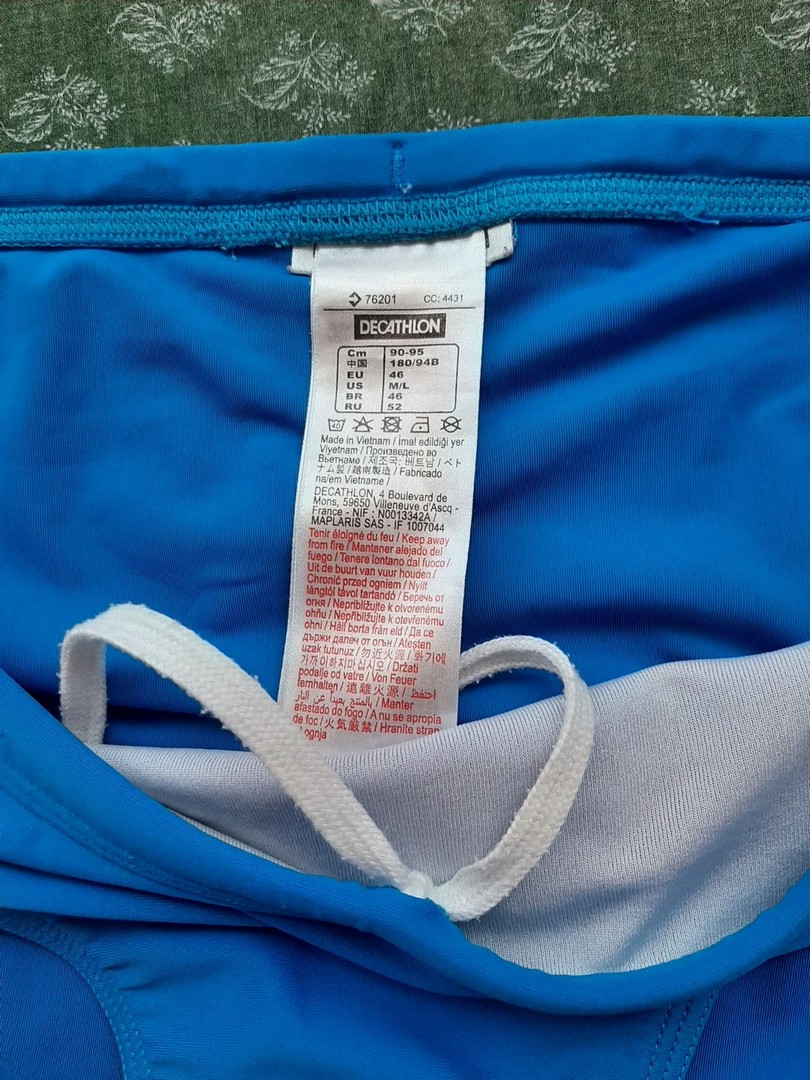 76201 CC: 4431
DECATHLON
Cm 90-95
中国 180/94B
EU 46
US M/L
BR 46
RU 52
40
Made in Vietnam / İmal edildiği yer
Viyetnam / Произведено во
Вьетнаме / 제조국: 베트남 / ベト
ナム製 / 越南製造 / Fabricado
na/em Vietname /
DECATHLON, 4 Boulevard de
Mons, 59650 Villeneuve d'Ascq -
France - NIF : N0013342A /
MAPLARIS SAS - IF 1007044
Tenir éloigné du feu / Keep away
from fire / Mantener alejado del
fuego / Tenere lontano dal fuoco /
Uit de buurt van vuur houden /
Chronić przed ogniem / Nyílt
lángtól távol tartandó / Беречь от
огня / Nepribližujte k otvorenému
ohňu / Nepřibližujte k otevřenému
ohni / Håll borta från eld / Да се
държи далеч от огън / Ateşten
uzak tutunuz / 勿近火源 / 화기에
가까이하지마십시오 / Držati
podalje od vatre / Von Feuer
fernhalten / 遠離火源 / احتفظ
بالمنتج بعيدا عن النار / Manter
afastado do fogo / A nu se apropia
de foc / 火気厳禁 / Hranite stran
ognja